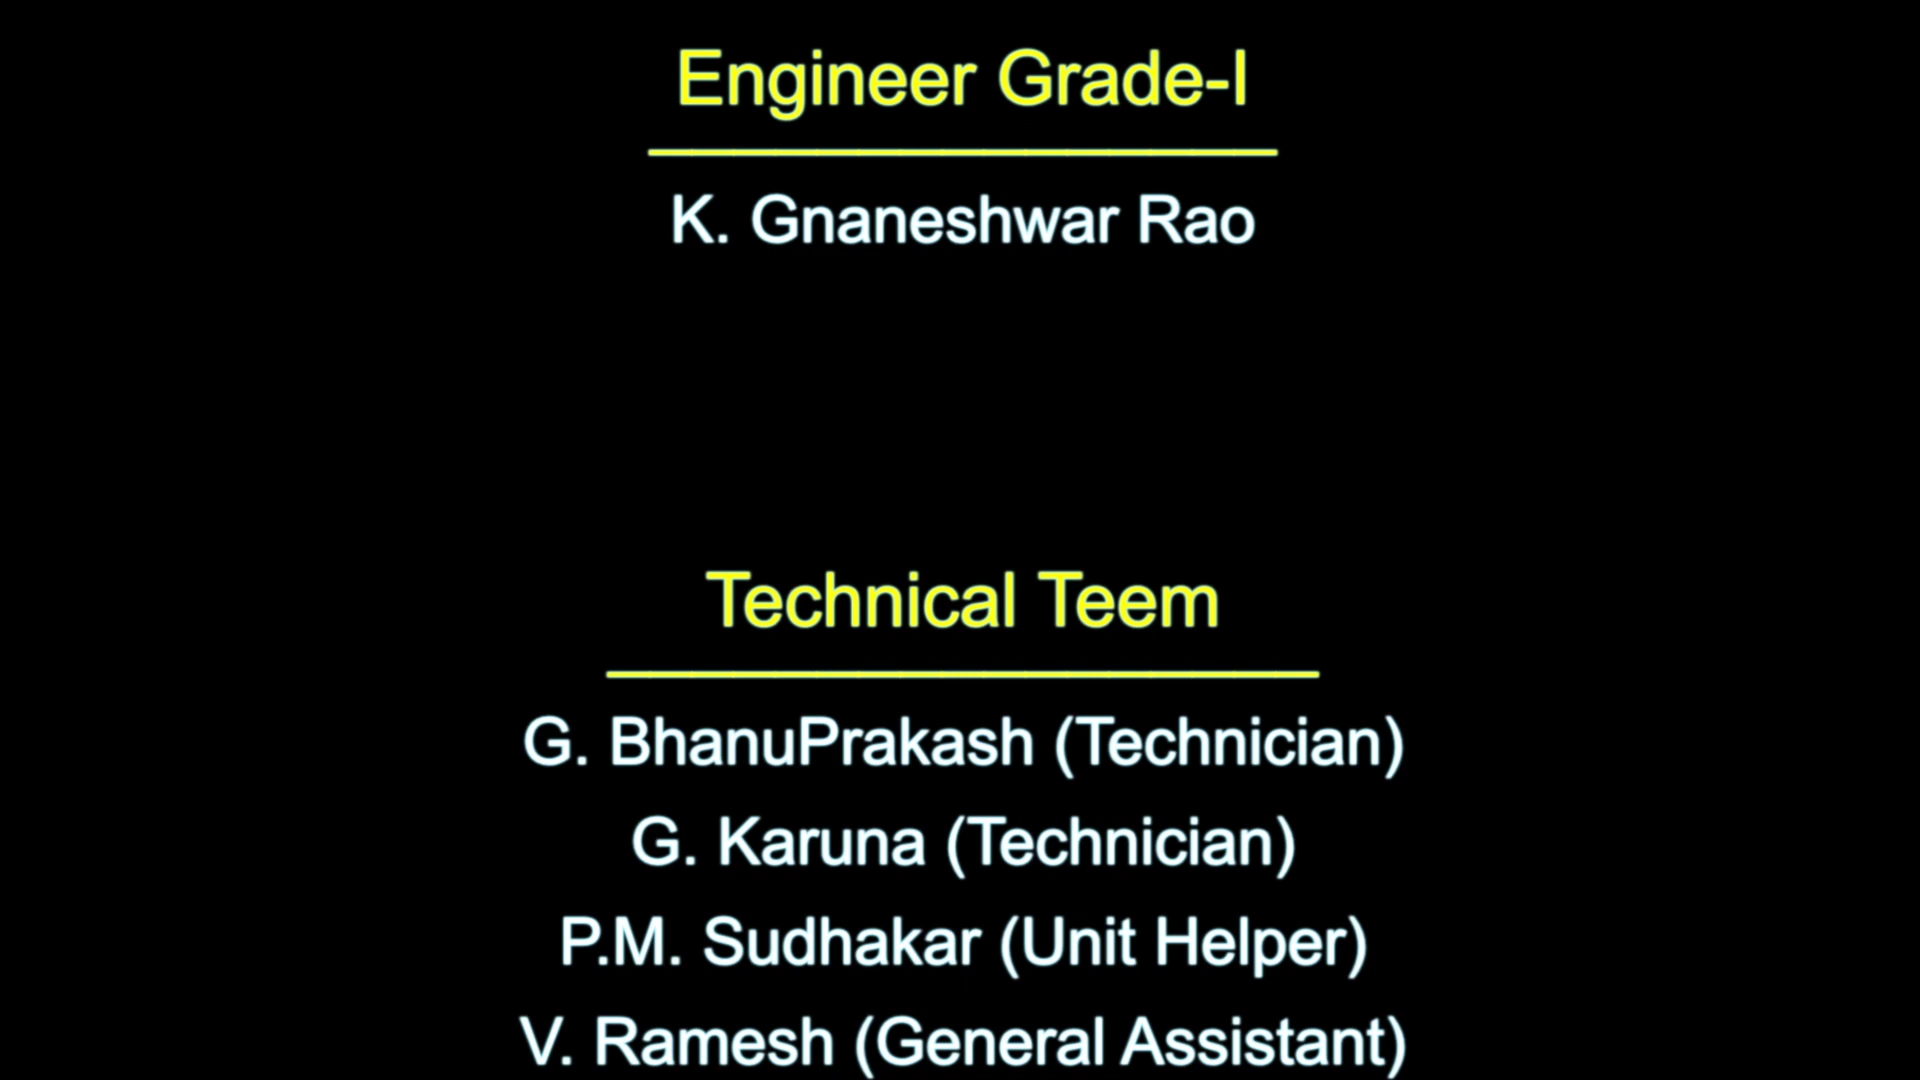 Engineer Grade-I
K. Gnaneshwar Rao
Technical Teem
G. BhanuPrakash (Technician)
G. Karuna (Technician)
P.M. Sudhakar (Unit Helper)
V. Ramesh (General Assistant)